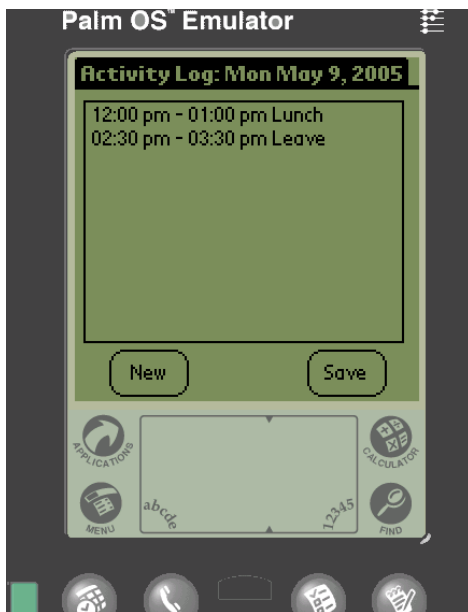 Palm OS™ Emulator
Activity Log: Mon May 9, 2005
12:00 pm - 01:00 pm Lunch
02:30 pm - 03:30 pm Leave
New
Save
APPLICATIONS
CALCULATOR
MENU
abcde
12345
FIND